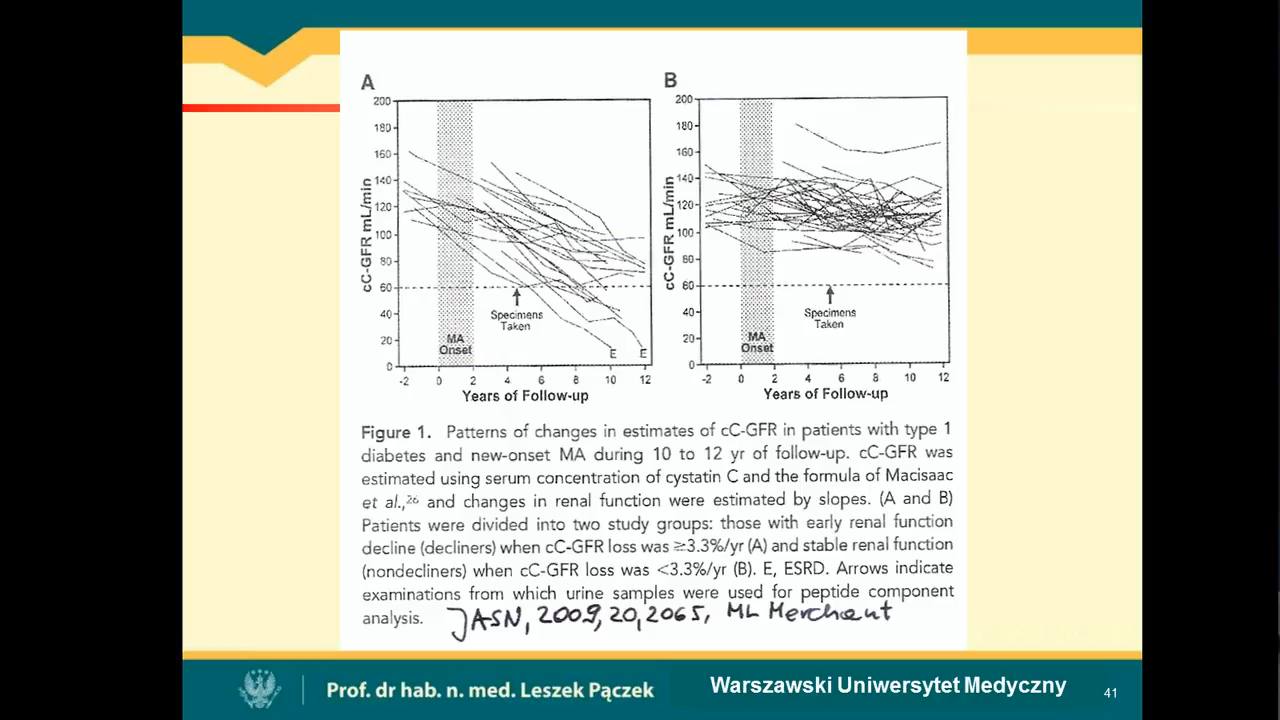 A
200
180
160
140
120
100
80
60
40
20
0
cC-GFR mL/min
MA
Onset
Specimens
Taken
E E
-2 0 2 4 6 8 10 12
Years of Follow-up
B
200
180
160
140
120
100
80
60
40
20
0
cC-GFR mL/min
MA
Onset
Specimens
Taken
-2 0 2 4 6 8 10 12
Years of Follow-up
Figure 1. Patterns of changes in estimates of cC-GFR in patients with type 1
diabetes and new-onset MA during 10 to 12 yr of follow-up. cC-GFR was
estimated using serum concentration of cystatin C and the formula of Macisaac
et al.,26 and changes in renal function were estimated by slopes. (A and B)
Patients were divided into two study groups: those with early renal function
decline (decliners) when cC-GFR loss was ≥3.3%/yr (A) and stable renal function
(nondecliners) when cC-GFR loss was <3.3%/yr (B). E, ESRD. Arrows indicate
examinations from which urine samples were used for peptide component
analysis. JASN, 2009, 20, 2065, ML Merchant
Prof. dr hab. n. med. Leszek Pączek
Warszawski Uniwersytet Medyczny
41